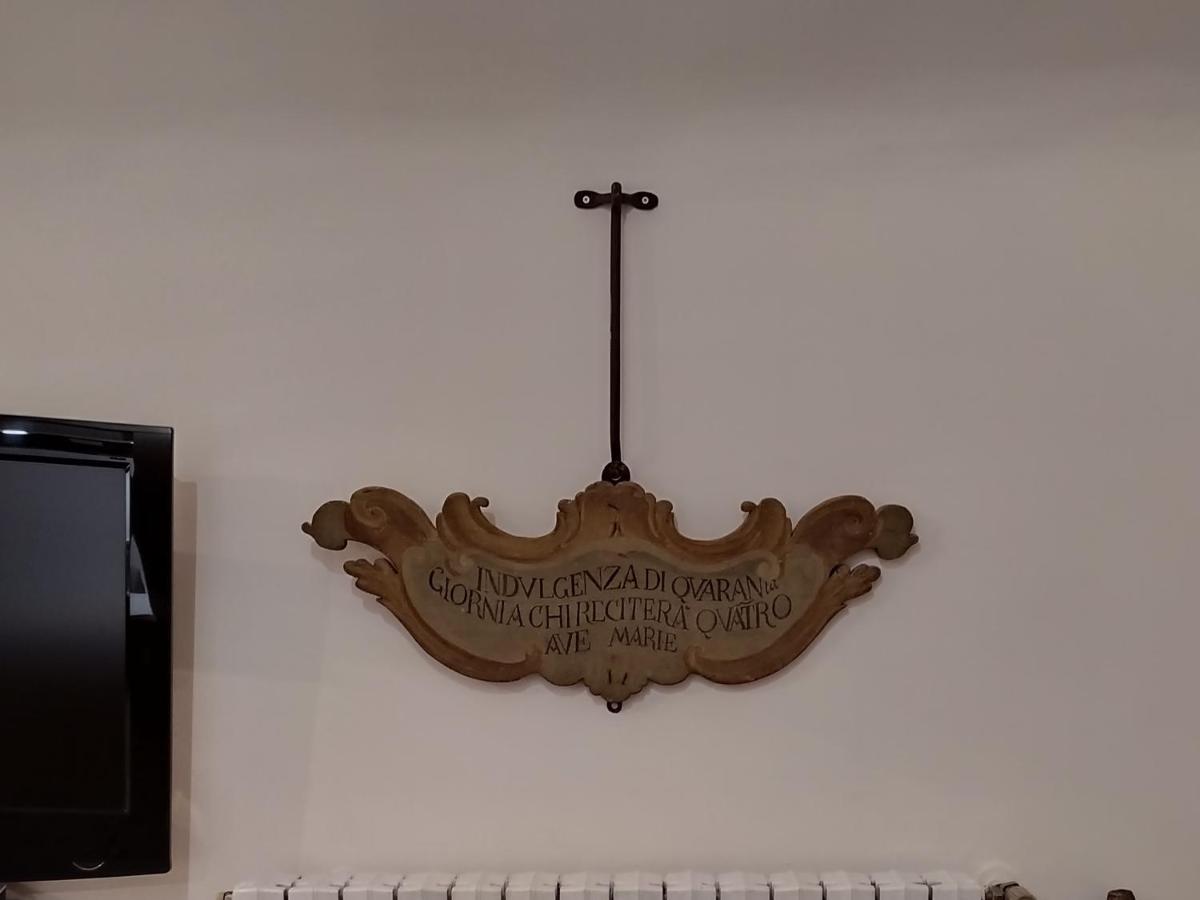 INDVLGENZA DI QVARANta
GIORNI A CHI RECITERÀ QVATRO
AVE MARIE